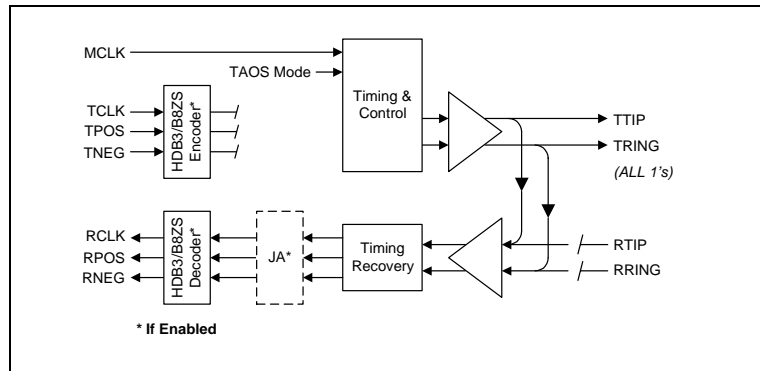 MCLK
TAOS Mode
TCLK
TPOS
TNEG
HDB3/B8ZS
Encoder*
Timing &
Control
TTIP
TRING
(ALL 1's)
RCLK
RPOS
RNEG
HDB3/B8ZS
Decoder*
JA*
Timing
Recovery
RTIP
RRING
* If Enabled